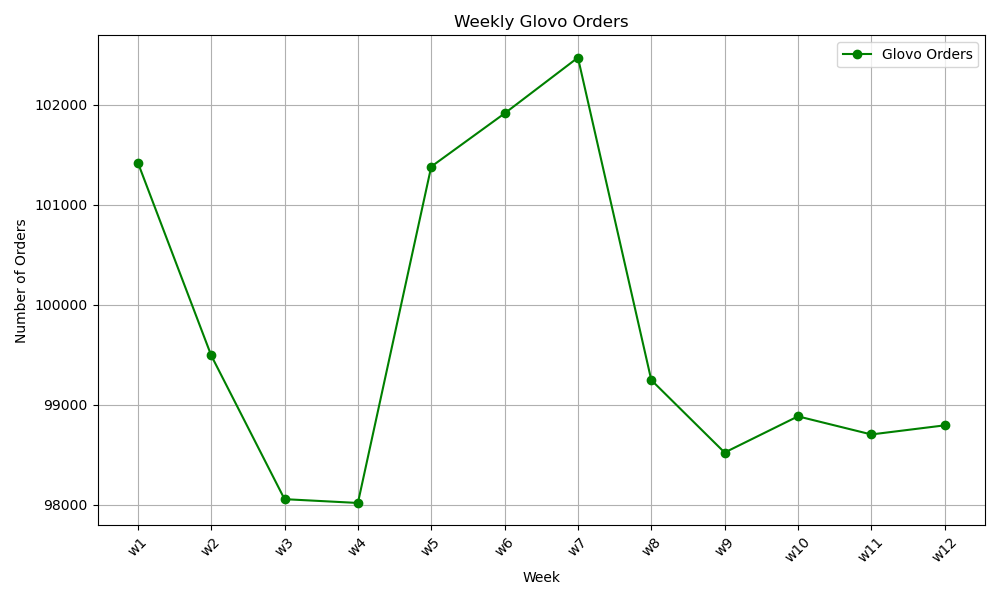 Weekly Glovo Orders
Glovo Orders
Number of Orders
102000
101000
100000
99000
98000
w1 w2 w3 w4 w5 w6 w7 w8 w9 w10 w11 w12
Week